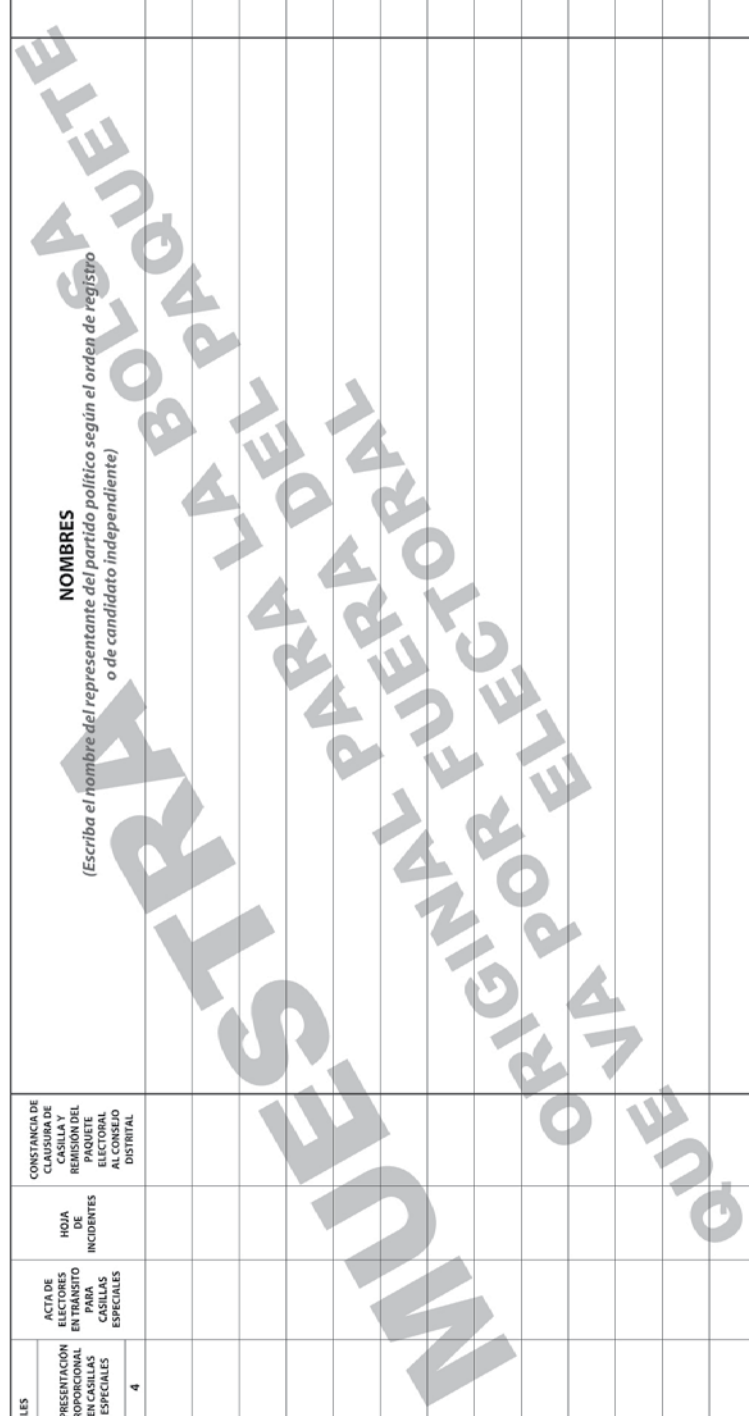 LES
PRESENTACIÓN
ROPORCIONAL
EN CASILLAS
ESPECIALES
4
ACTA DE
ELECTORES
EN TRÁNSITO
PARA
CASILLAS
ESPECIALES
HOJA
DE
INCIDENTES
CONSTANCIA DE
CLAUSURA DE
CASILLA Y
REMISIÓN DEL
PAQUETE
ELECTORAL
AL CONSEJO
DISTRITAL
NOMBRES
(Escriba el nombre del representante del partido político según el orden de registro
o de candidato independiente)
MUESTRA
ORIGINAL PARA LA BOLSA
QUE VA POR FUERA DEL PAQUETE
ELECTORAL